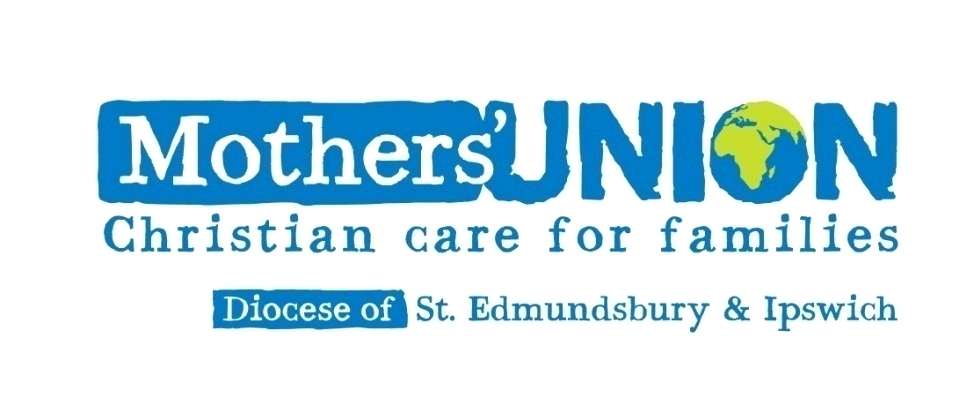 Mothers' UNION
Christian care for families
Diocese of St. Edmundsbury & Ipswich